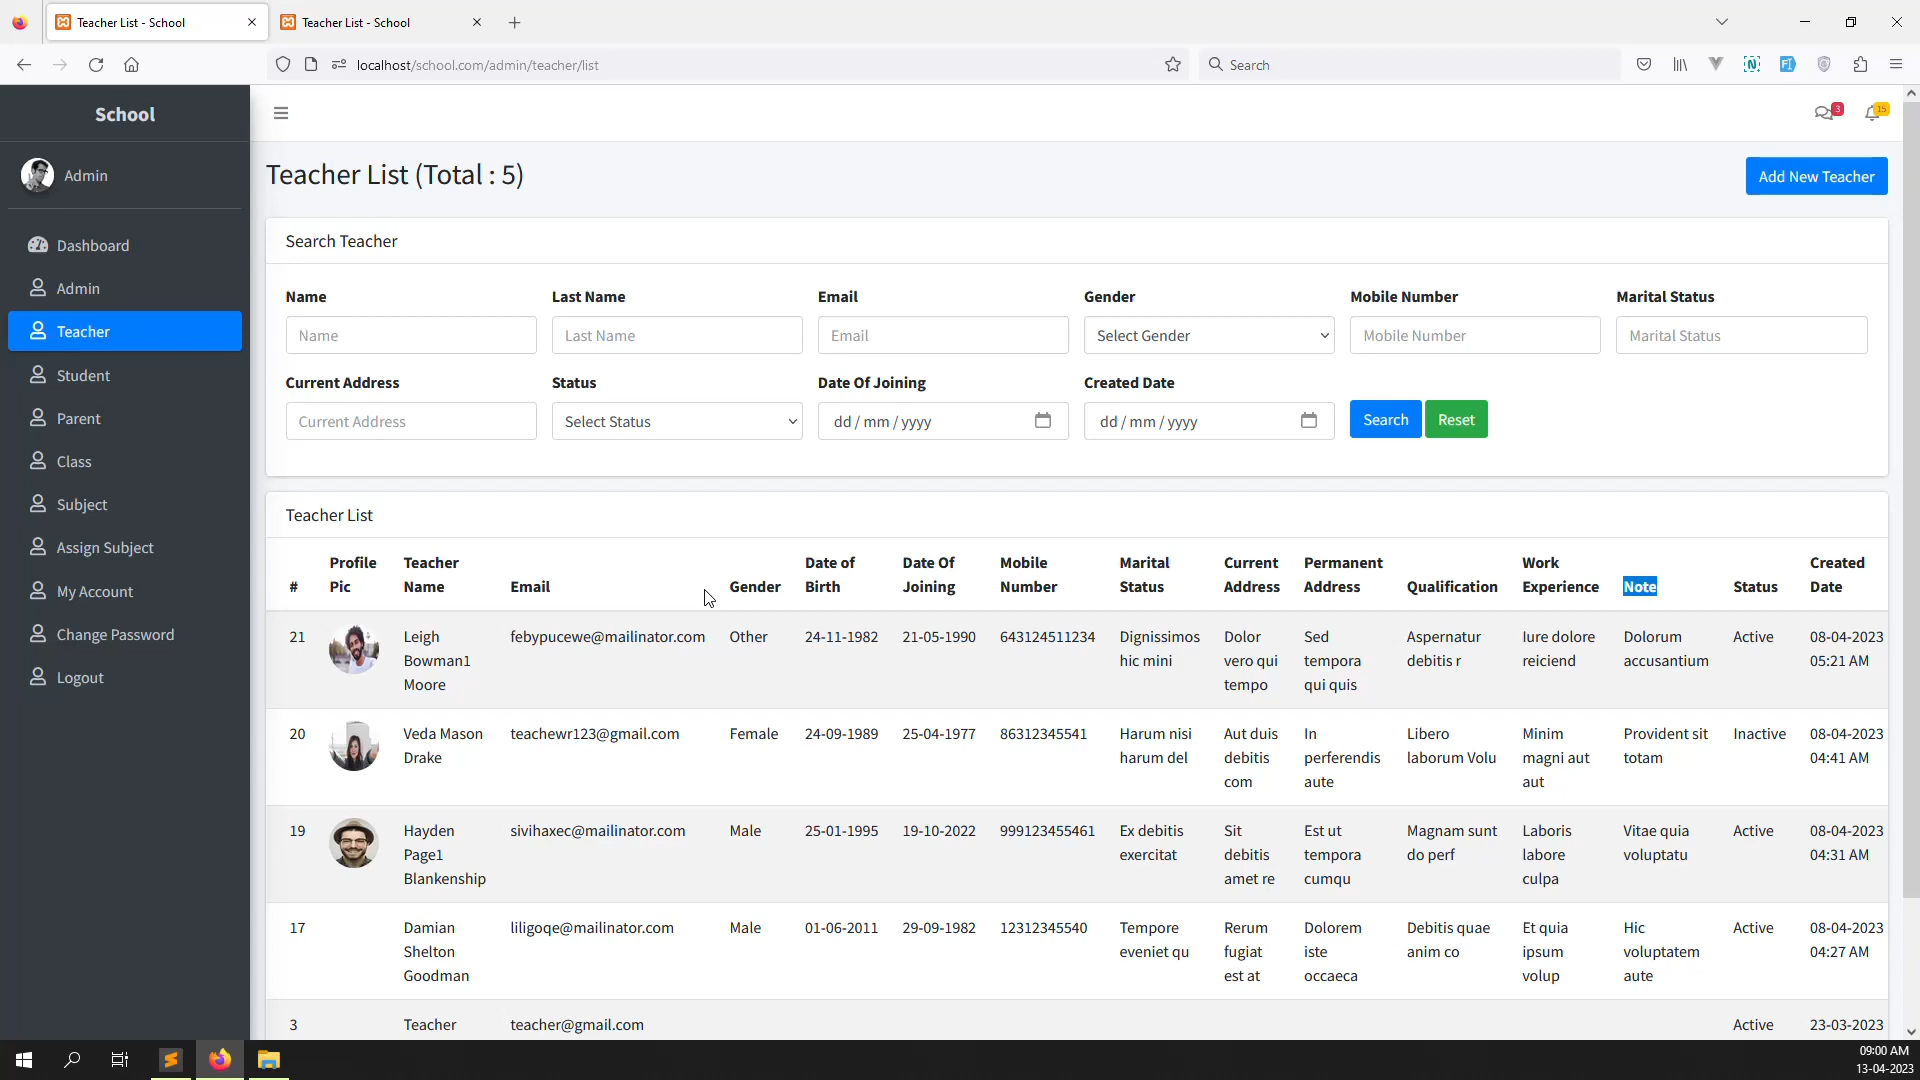 Teacher List - School
Teacher List - School
localhost/school.com/admin/teacher/list
Search
School
3
15
Admin
Dashboard
Admin
Teacher
Student
Parent
Class
Subject
Assign Subject
My Account
Change Password
Logout
Teacher List (Total : 5)
Add New Teacher
Search Teacher
Name Last Name Email Gender Mobile Number Marital Status
Name Last Name Email Select Gender Mobile Number Marital Status
Current Address Status Date Of Joining Created Date
Current Address Select Status dd / mm / yyyy dd / mm / yyyy Search Reset
Teacher List
Profile Teacher Date of Date Of Mobile Marital Current Permanent Work Created
# Pic Name Email Gender Birth Joining Number Status Address Address Qualification Experience Note Status Date
21 Leigh febypucewe@mailinator.com Other 24-11-1982 21-05-1990 643124511234 Dignissimos Dolor Sed Aspernatur Iure dolore Dolorum Active 08-04-2023
Bowman1 hic mini vero qui tempora debitis r reiciend accusantium 05:21 AM
Moore tempo qui quis
20 Veda Mason teachewr123@gmail.com Female 24-09-1989 25-04-1977 86312345541 Harum nisi Aut duis In Libero Minim Provident sit Inactive 08-04-2023
Drake harum del debitis perferendis laborum Volu magni aut totam 04:41 AM
com aute aut
19 Hayden sivihaxec@mailinator.com Male 25-01-1995 19-10-2022 999123455461 Ex debitis Sit Est ut Magnam sunt Laboris Vitae quia Active 08-04-2023
Page1 exercitat debitis tempora do perf labore voluptatu 04:31 AM
Blankenship amet re cumqu culpa
17 Damian liligoqe@mailinator.com Male 01-06-2011 29-09-1982 12312345540 Tempore Rerum Dolorem Debitis quae Et quia Hic Active 08-04-2023
Shelton eveniet qu fugiat iste anim co ipsum voluptatem 04:27 AM
Goodman est at occaeca volup aute
3 Teacher teacher@gmail.com Active 23-03-2023
09:00 AM
13-04-2023